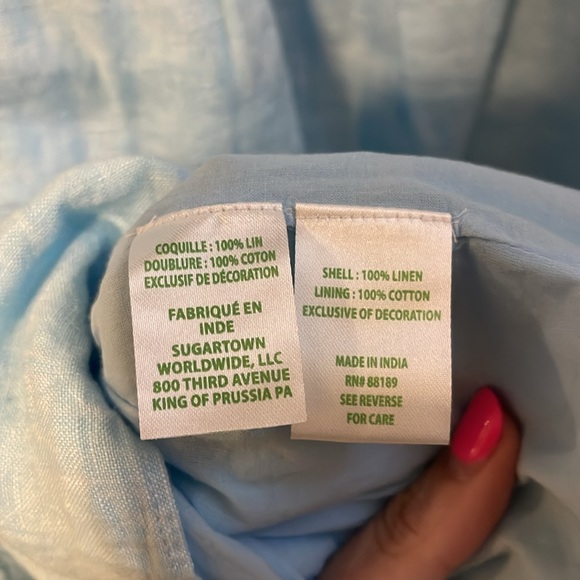 COQUILLE : 100% LIN
DOUBLURE : 100% COTON
EXCLUSIF DE DÉCORATION
FABRIQUÉ EN
INDE
SUGARTOWN
WORLDWIDE, LLC
800 THIRD AVENUE
KING OF PRUSSIA PA
SHELL : 100% LINEN
LINING : 100% COTTON
EXCLUSIVE OF DECORATION
MADE IN INDIA
RN# 88189
SEE REVERSE
FOR CARE